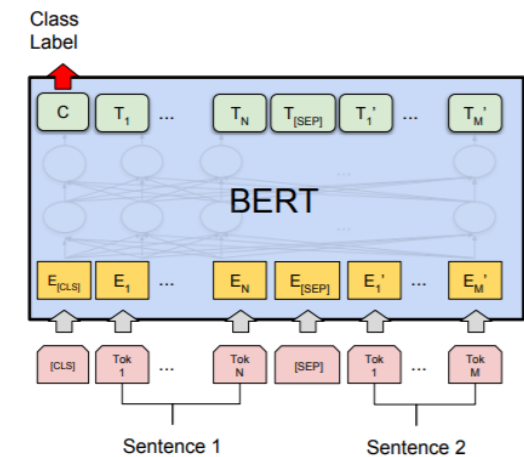 Class
Label
C T1 ... TN T[SEP] T1' ... TM'
...
BERT
...
E[CLS] E1 ... EN E[SEP] E1' ... EM'
[CLS] Tok 1 ... Tok N [SEP] Tok 1 ... Tok M
Sentence 1 Sentence 2